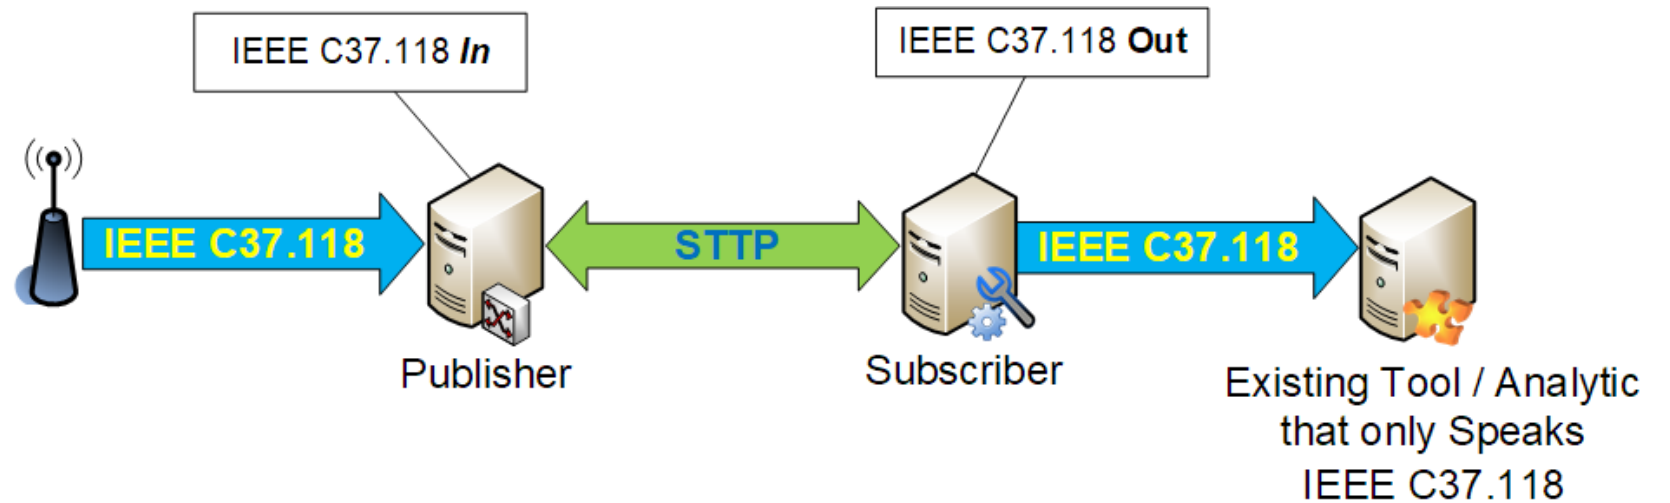 IEEE C37.118 In
IEEE C37.118 Out
IEEE C37.118
STTP
IEEE C37.118
Publisher
Subscriber
Existing Tool / Analytic
that only Speaks
IEEE C37.118